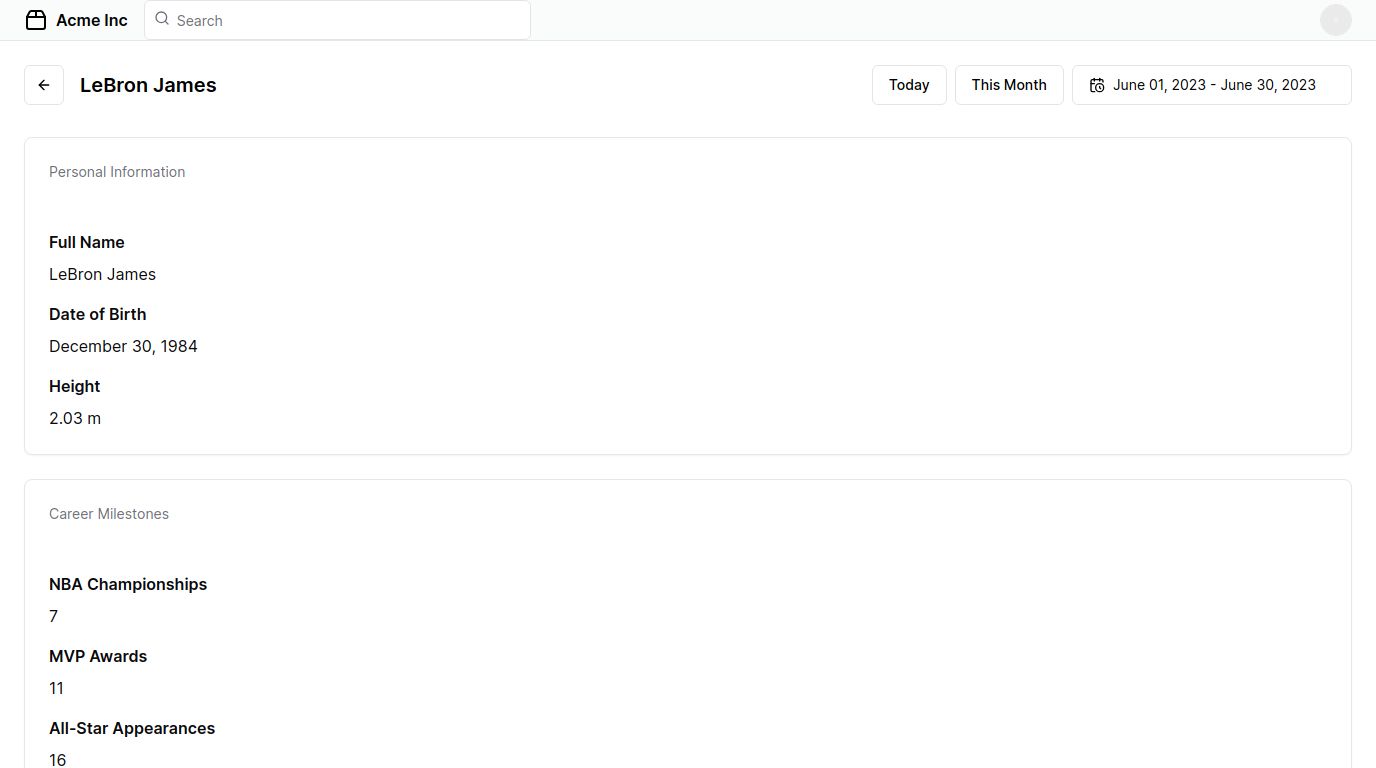 Acme Inc
Search
LeBron James
Today
This Month
June 01, 2023 - June 30, 2023
Personal Information
Full Name
LeBron James
Date of Birth
December 30, 1984
Height
2.03 m
Career Milestones
NBA Championships
7
MVP Awards
11
All-Star Appearances
16